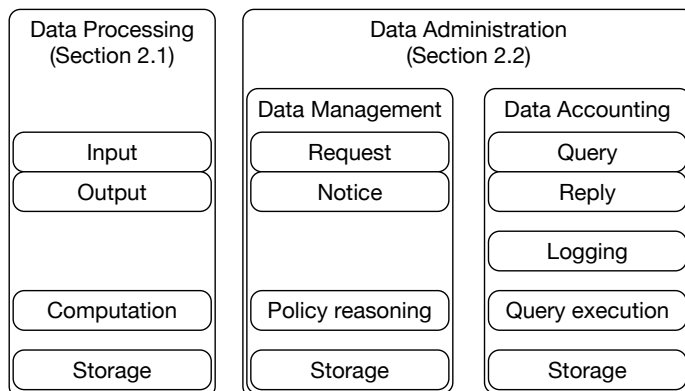 Data Processing
(Section 2.1)
Input
Output
Computation
Storage
Data Administration
(Section 2.2)
Data Management
Request
Notice
Policy reasoning
Storage
Data Accounting
Query
Reply
Logging
Query execution
Storage